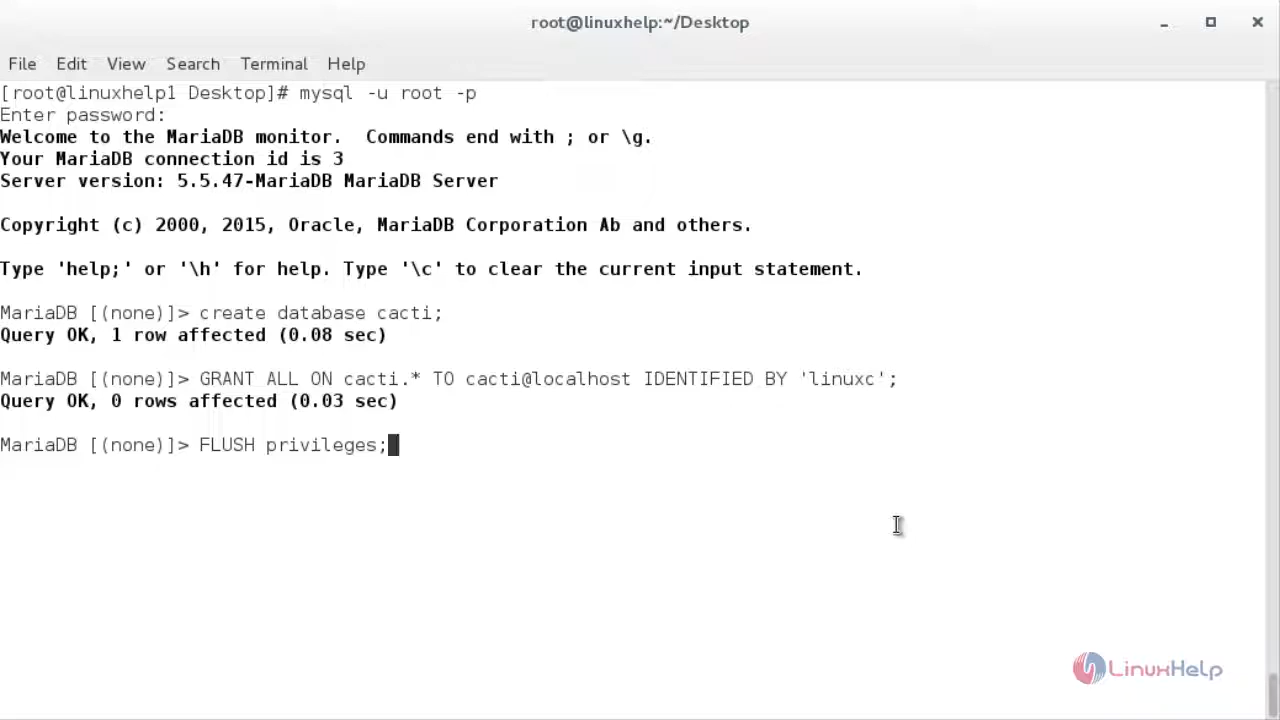 root@linuxhelp:~/Desktop
File Edit View Search Terminal Help
[root@linuxhelp1 Desktop]# mysql -u root -p
Enter password:
Welcome to the MariaDB monitor.  Commands end with ; or \g.
Your MariaDB connection id is 3
Server version: 5.5.47-MariaDB MariaDB Server
Copyright (c) 2000, 2015, Oracle, MariaDB Corporation Ab and others.
Type 'help;' or '\h' for help. Type '\c' to clear the current input statement.
MariaDB [(none)]> create database cacti;
Query OK, 1 row affected (0.08 sec)
MariaDB [(none)]> GRANT ALL ON cacti.* TO cacti@localhost IDENTIFIED BY 'linuxc';
Query OK, 0 rows affected (0.03 sec)
MariaDB [(none)]> FLUSH privileges;
LinuxHelp